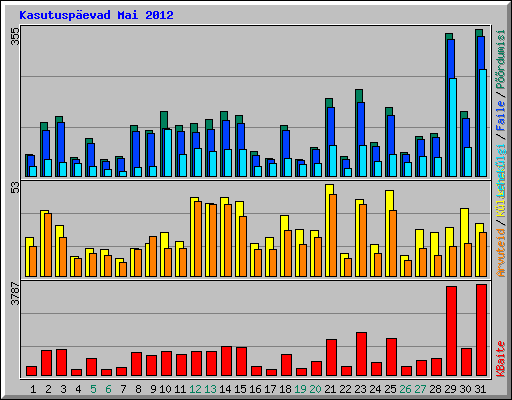 Kasutuspäevad Mai 2012
355
53
3787
Pöördumisi
/
Faile
/
Lehekülgi
Külastusi
/
Arvuteid
KBaite
1 2 3 4 5 6 7 8 9 10 11 12 13 14 15 16 17 18 19 20 21 22 23 24 25 26 27 28 29 30 31